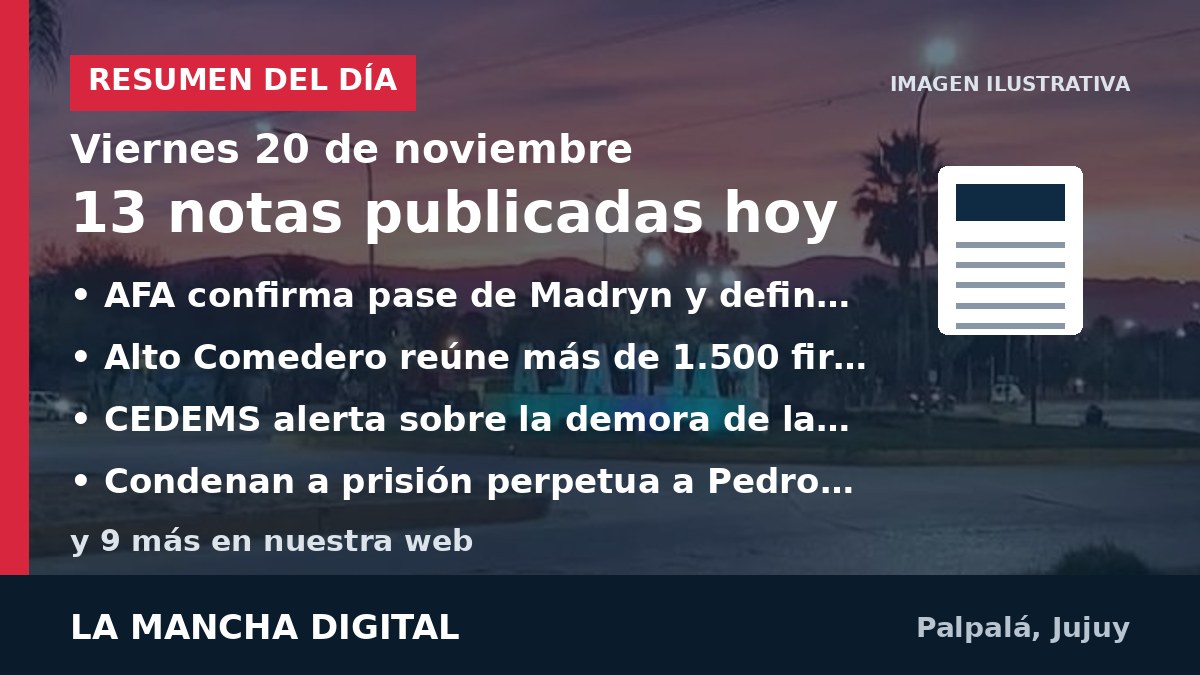 RESUMEN DEL DÍA
IMAGEN ILUSTRATIVA
Viernes 20 de noviembre
13 notas publicadas hoy
• AFA confirma pase de Madryn y defin...
• Alto Comedero reúne más de 1.500 fir...
• CEDEMS alerta sobre la demora de la...
• Condenan a prisión perpetua a Pedro...
y 9 más en nuestra web
LA MANCHA DIGITAL
Palpalá, Jujuy